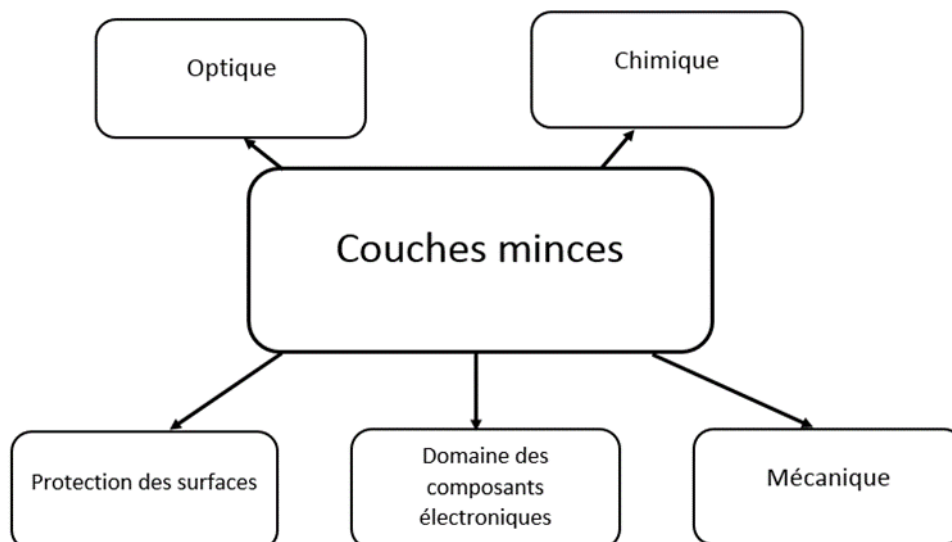 Optique
Chimique
Couches minces
Protection des surfaces
Domaine des
composants
électroniques
Mécanique